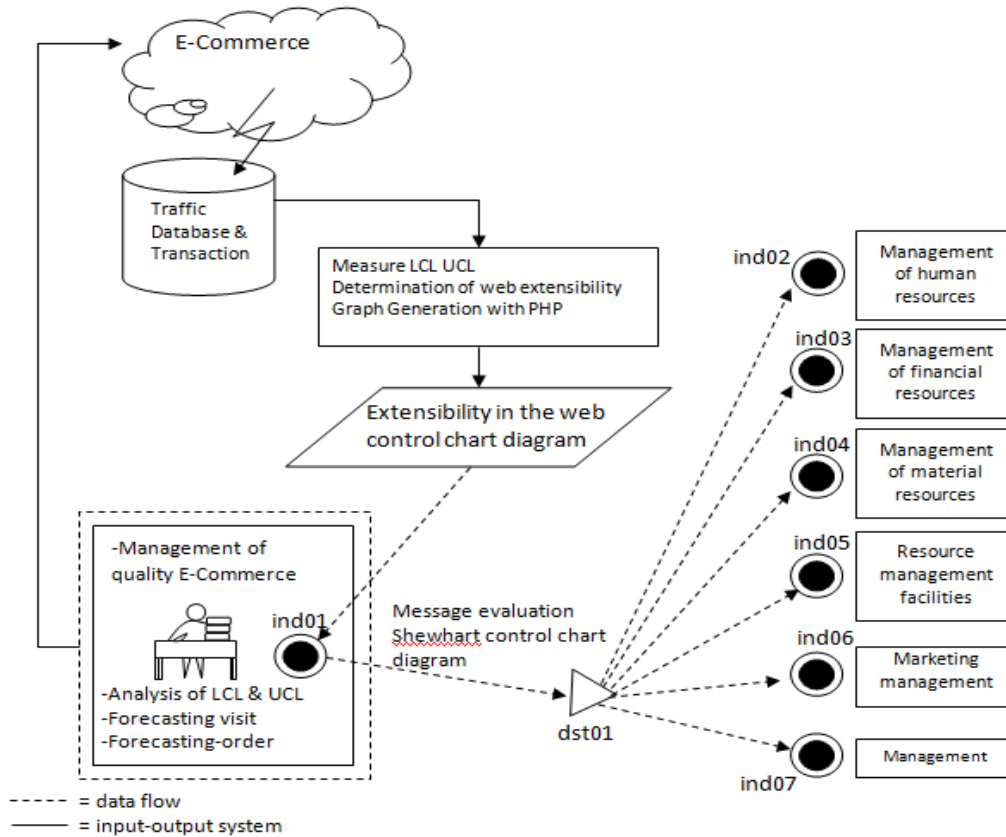 E-Commerce
Traffic
Database &
Transaction
Measure LCL UCL
Determination of web extensibility
Graph Generation with PHP
Extensibility in the web
control chart diagram
-Management of
quality E-Commerce
ind01
-Analysis of LCL & UCL
-Forecasting visit
-Forecasting-order
Message evaluation
Shewhart control chart
diagram
dst01
ind02
Management
of human
resources
ind03
Management
of financial
resources
ind04
Management
of material
resources
ind05
Resource
management
facilities
ind06
Marketing
management
ind07
Management
= data flow
= input-output system